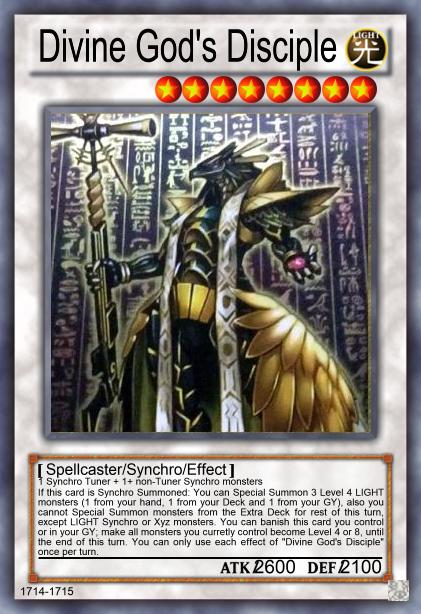 Divine God's Disciple
LIGHT
光
[ Spellcaster/Synchro/Effect ]
1 Synchro Tuner + 1+ non-Tuner Synchro monsters
If this card is Synchro Summoned: You can Special Summon 3 Level 4 LIGHT
monsters (1 from your hand, 1 from your Deck and 1 from your GY), also you
cannot Special Summon monsters from the Extra Deck for rest of this turn,
except LIGHT Synchro or Xyz monsters. You can banish this card you control
or in your GY; make all monsters you curretly control become Level 4 or 8, until
the end of this turn. You can only use each effect of "Divine God's Disciple"
once per turn.
ATK 2600 DEF 2100
1714-1715